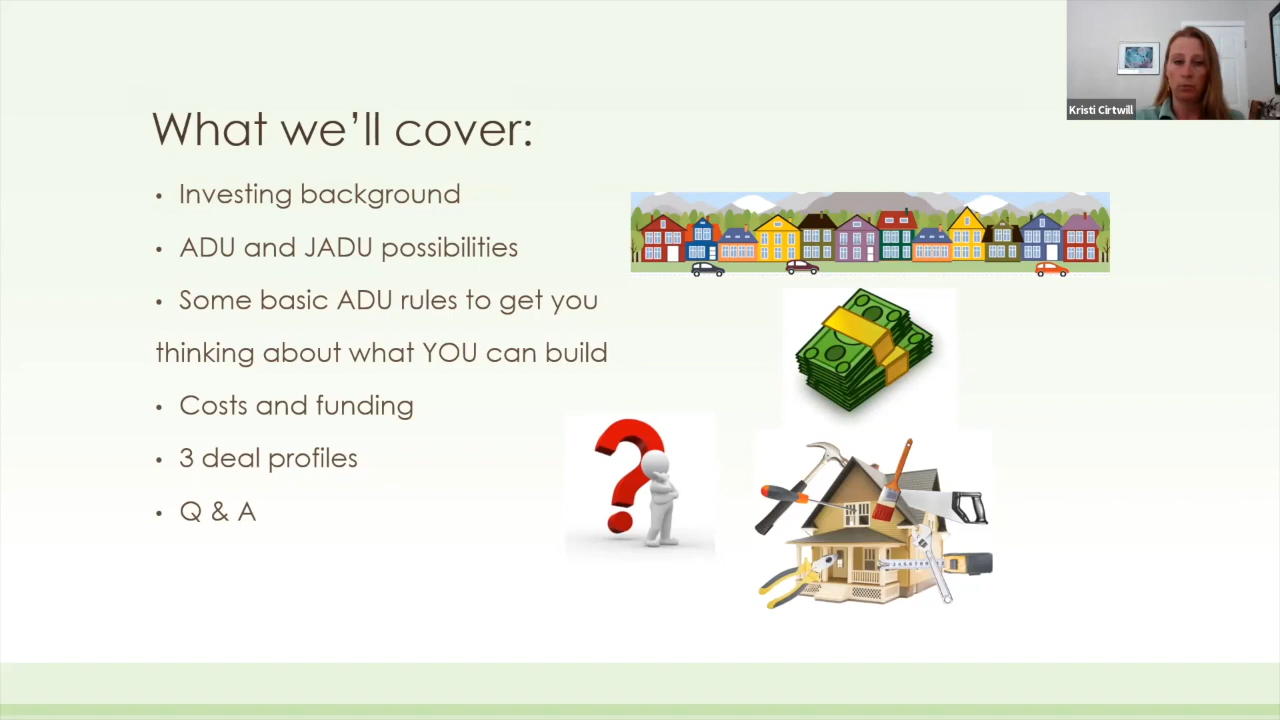 Kristi Cirtwill
What we’ll cover:
• Investing background
• ADU and JADU possibilities
• Some basic ADU rules to get you
thinking about what YOU can build
• Costs and funding
• 3 deal profiles
• Q & A